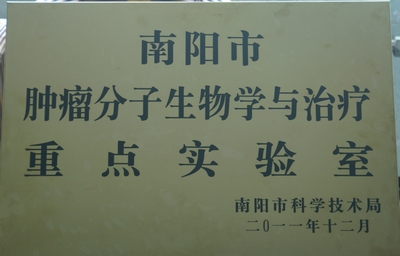 南阳市
肿瘤分子生物学与治疗
重点实验室
南阳市科学技术局
二〇一一年十二月